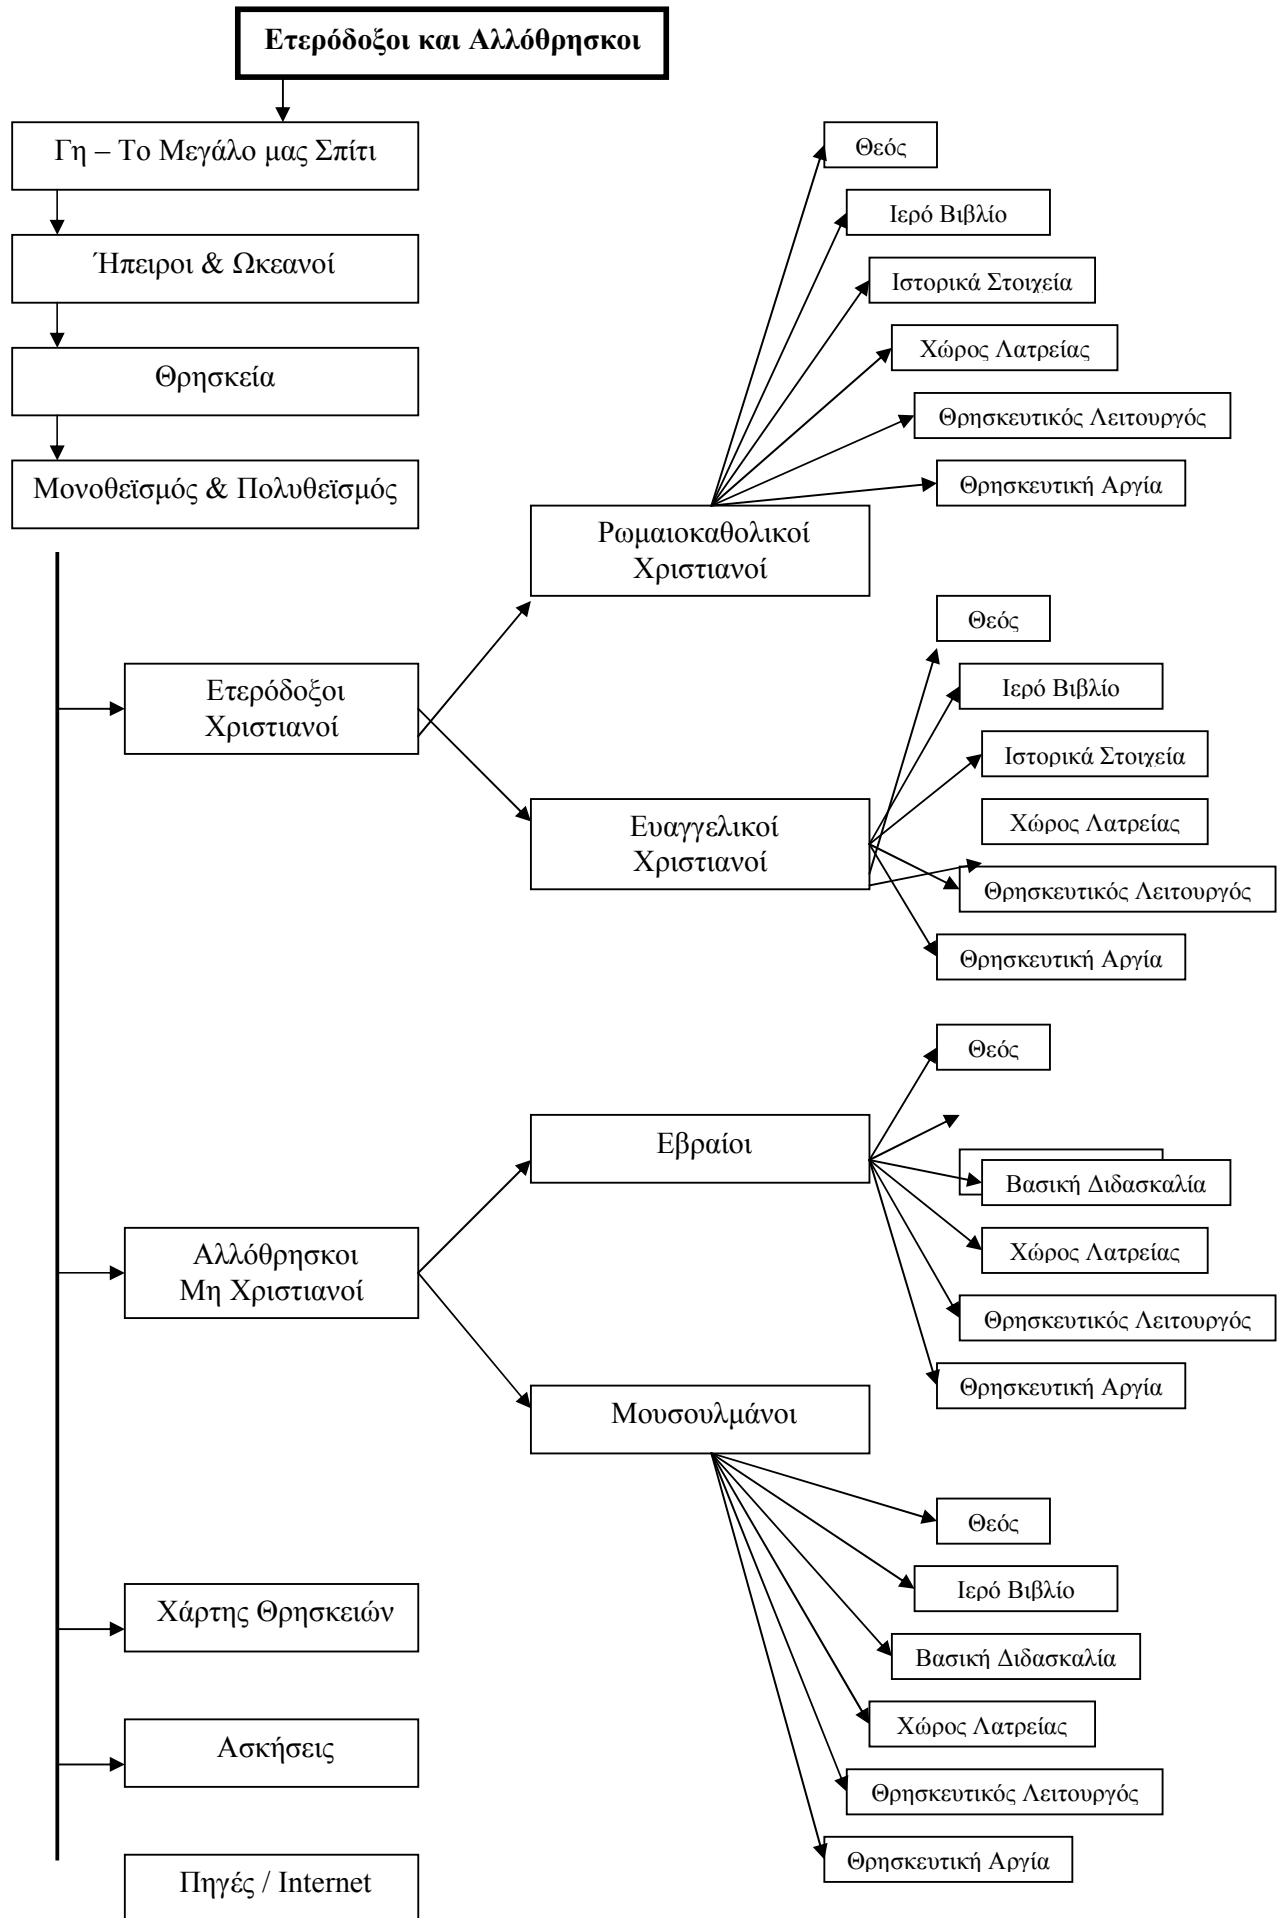 Ετερόδοξοι και Αλλόθρησκοι
Γη – Το Μεγάλο μας Σπίτι
Ήπειροι & Ωκεανοί
Θρησκεία
Μονοθεϊσμός & Πολυθεϊσμός
Ετερόδοξοι
Χριστιανοί
Ρωμαιοκαθολικοί
Χριστιανοί
Θεός
Ιερό Βιβλίο
Ιστορικά Στοιχεία
Χώρος Λατρείας
Θρησκευτικός Λειτουργός
Θρησκευτική Αργία
Ευαγγελικοί
Χριστιανοί
Θεός
Ιερό Βιβλίο
Ιστορικά Στοιχεία
Χώρος Λατρείας
Θρησκευτικός Λειτουργός
Θρησκευτική Αργία
Αλλόθρησκοι
Μη Χριστιανοί
Εβραίοι
Θεός
Βασική Διδασκαλία
Χώρος Λατρείας
Θρησκευτικός Λειτουργός
Θρησκευτική Αργία
Μουσουλμάνοι
Θεός
Ιερό Βιβλίο
Βασική Διδασκαλία
Χώρος Λατρείας
Θρησκευτικός Λειτουργός
Θρησκευτική Αργία
Χάρτης Θρησκειών
Ασκήσεις
Πηγές / Internet